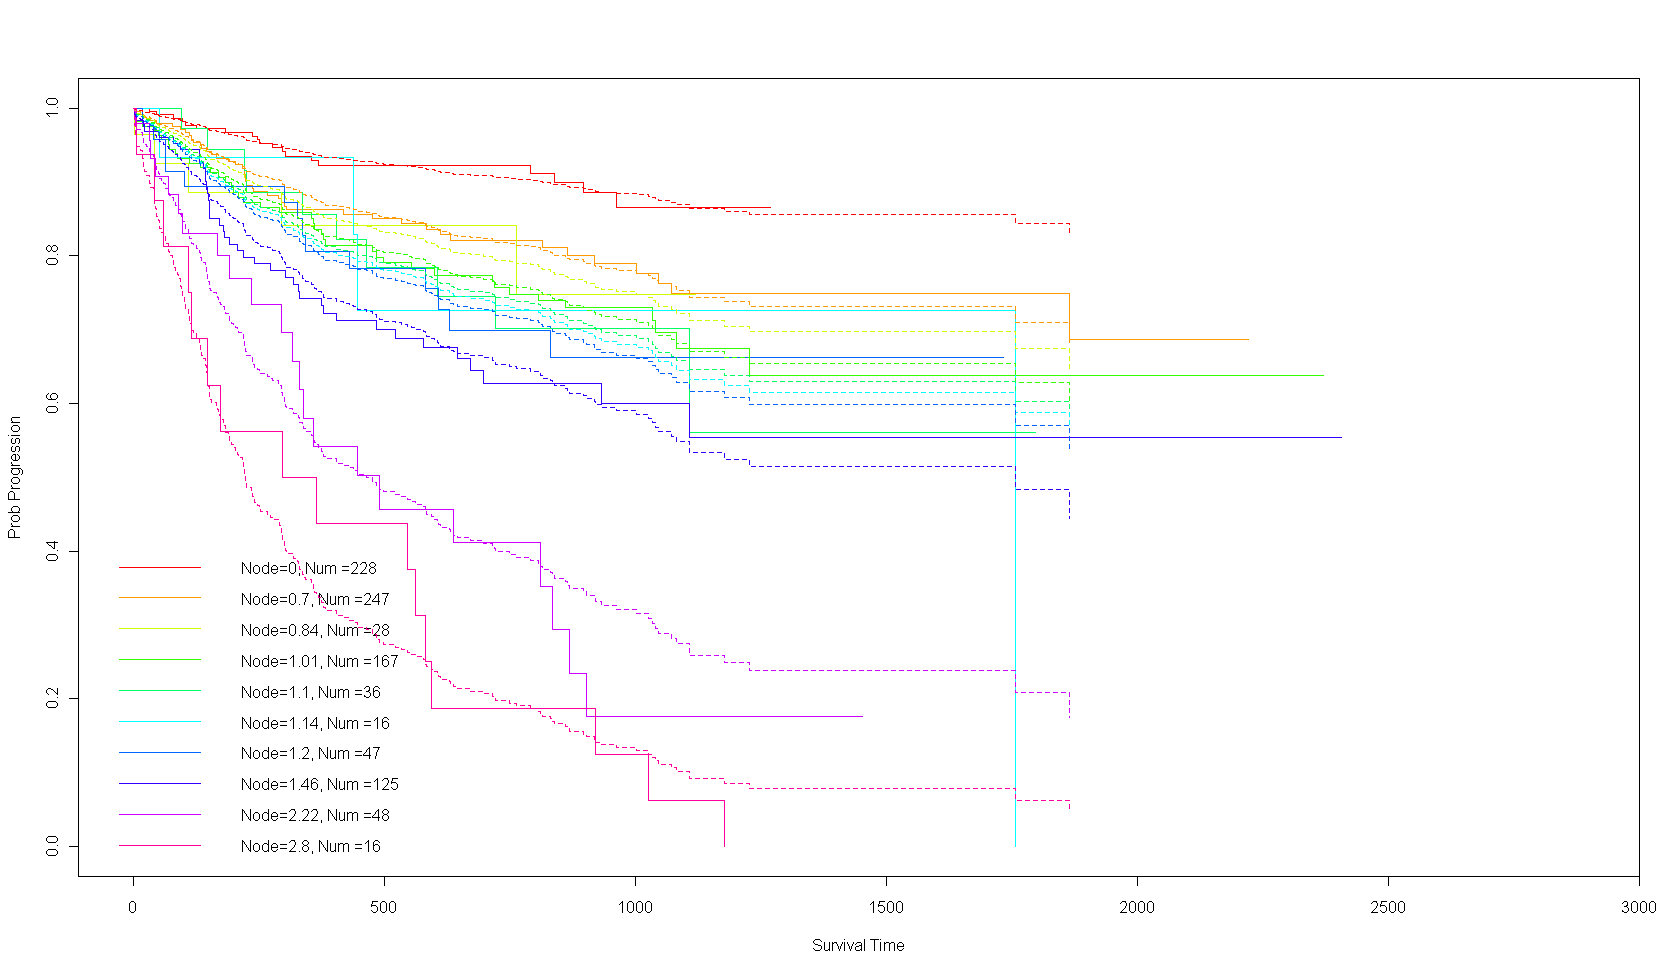 1.0
0.8
0.6
0.4
0.2
0.0
Prob Progression
Node=0, Num =228
Node=0.7, Num =247
Node=0.84, Num =28
Node=1.01, Num =167
Node=1.1, Num =36
Node=1.14, Num =16
Node=1.2, Num =47
Node=1.46, Num =125
Node=2.22, Num =48
Node=2.8, Num =16
0 500 1000 1500 2000 2500 3000
Survival Time